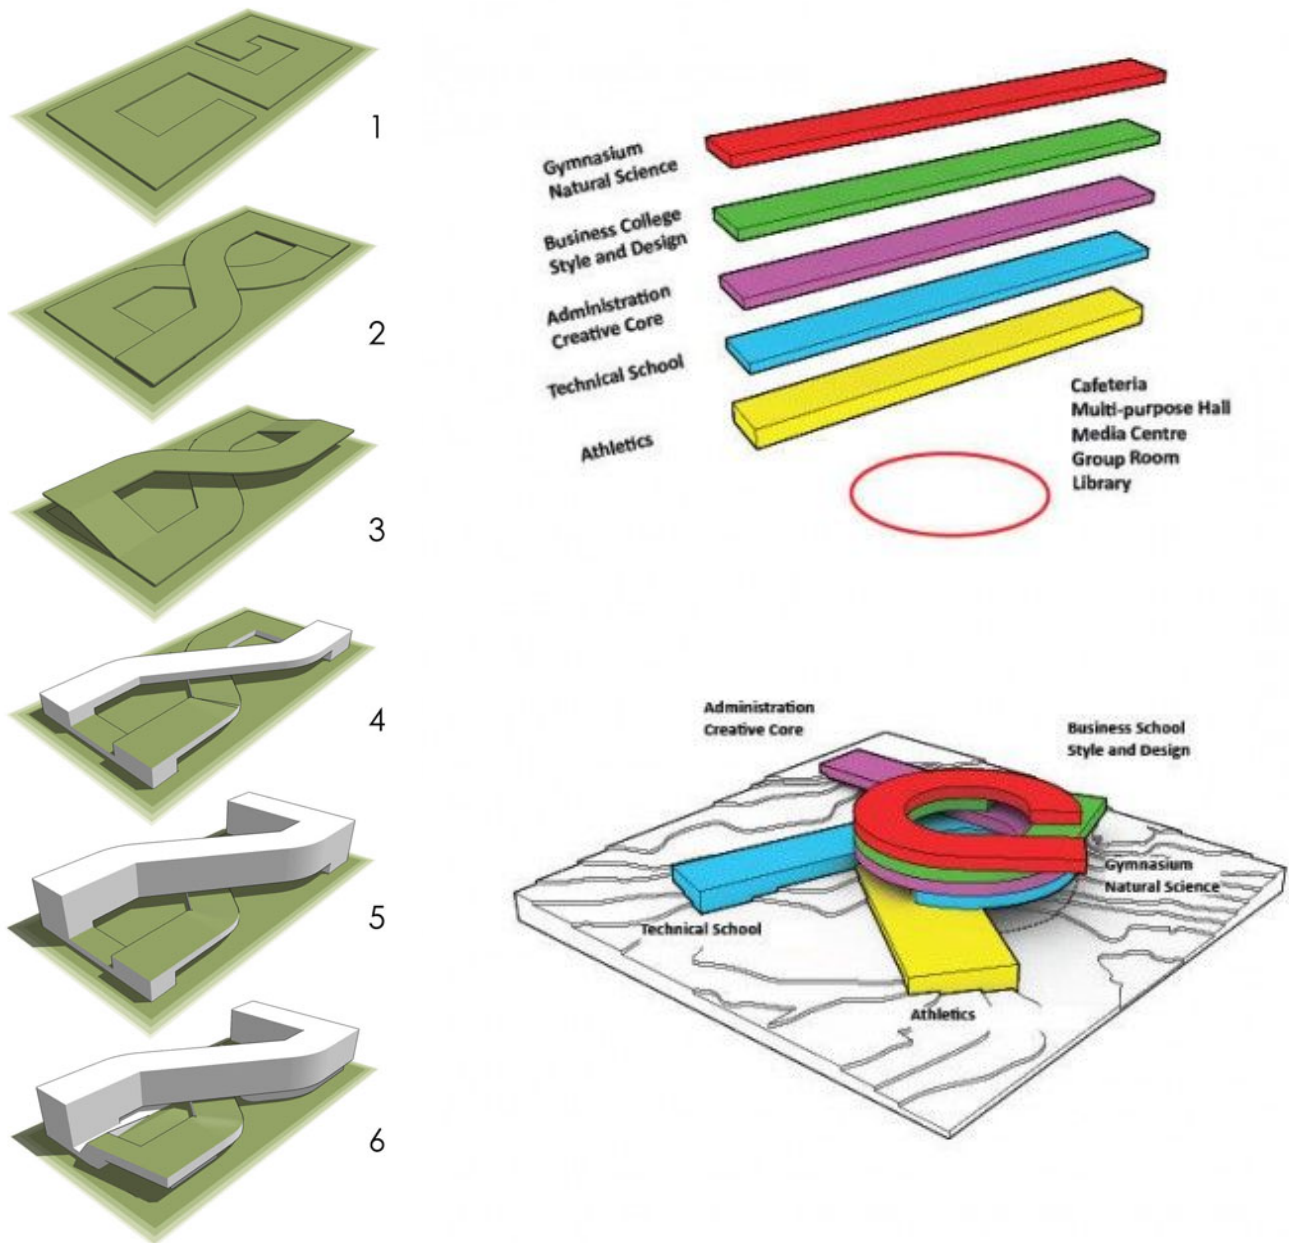 1
2
3
4
5
6
Gymnasium
Natural Science
Business College
Style and Design
Administration
Creative Core
Technical School
Athletics
Cafeteria
Multi-purpose Hall
Media Centre
Group Room
Library
Administration
Creative Core
Business School
Style and Design
Gymnasium
Natural Science
Technical School
Athletics